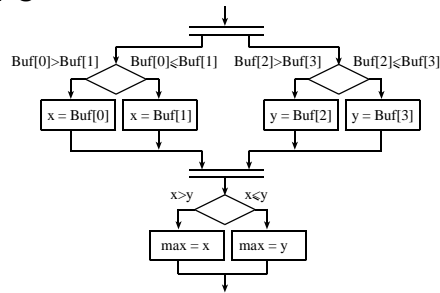 Buf[0]>Buf[1] Buf[0]⩽Buf[1] Buf[2]>Buf[3] Buf[2]⩽Buf[3]
x = Buf[0] x = Buf[1] y = Buf[2] y = Buf[3]
x>y x⩽y
max = x max = y